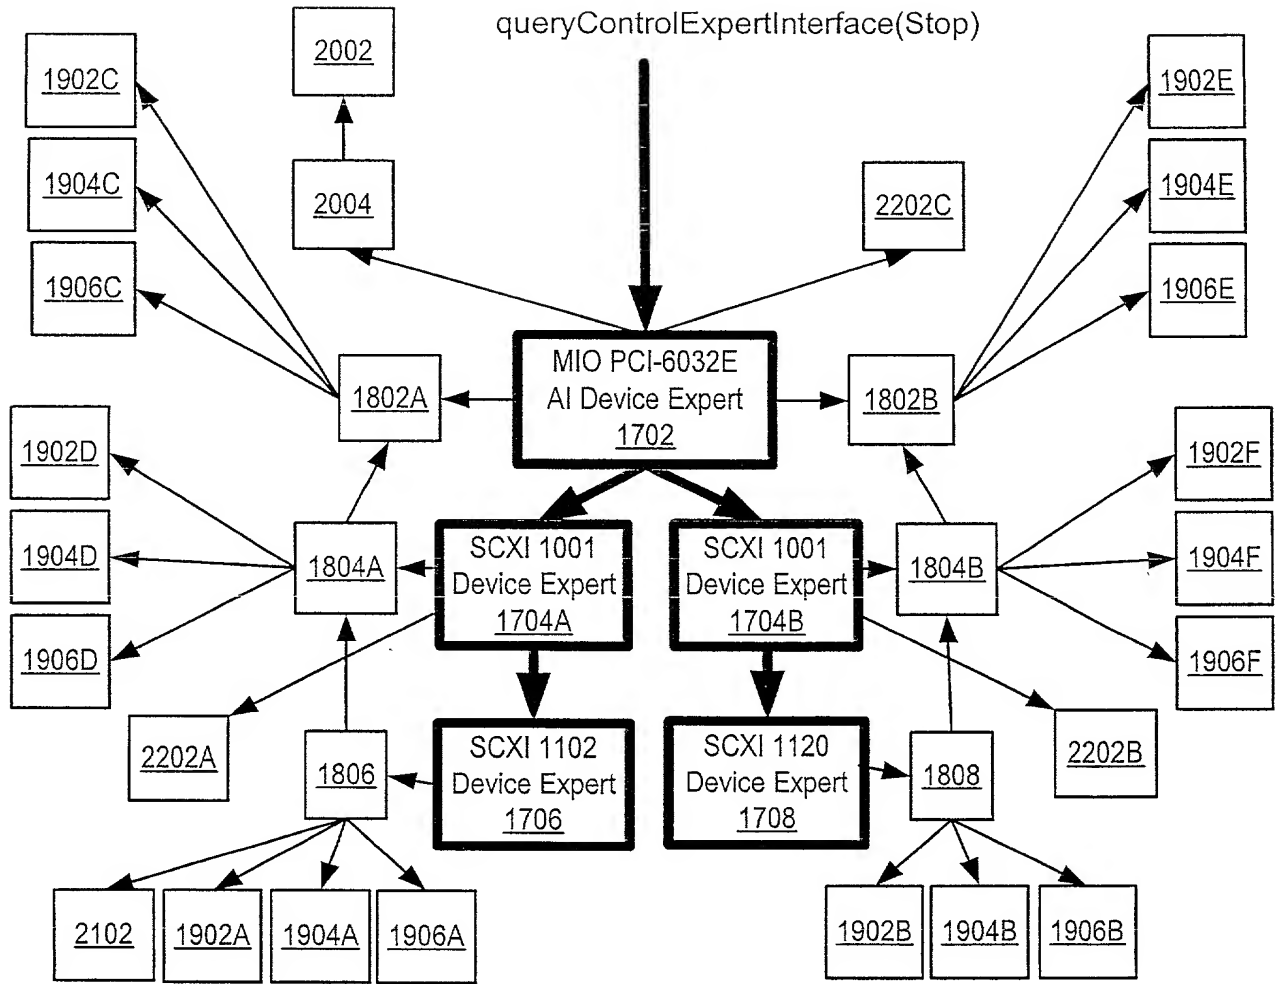 queryControlExpertInterface(Stop)
2002
1902C
1902E
1904C
2004
2202C
1904E
1906C
1906E
MIO PCI-6032E
AI Device Expert
1702
1802A
1802B
1902D
1902F
1904D
1804A
SCXI 1001
Device Expert
1704A
SCXI 1001
Device Expert
1704B
1804B
1904F
1906D
1906F
2202A
1806
SCXI 1102
Device Expert
1706
SCXI 1120
Device Expert
1708
1808
2202B
2102
1902A
1904A
1906A
1902B
1904B
1906B